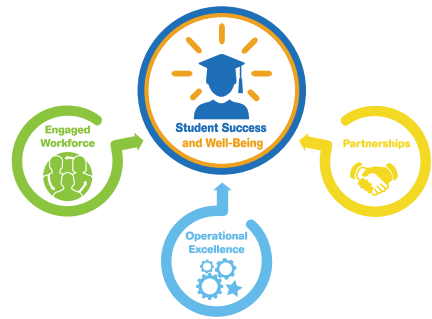 Student Success
and Well-Being
Engaged
Workforce
Partnerships
Operational
Excellence